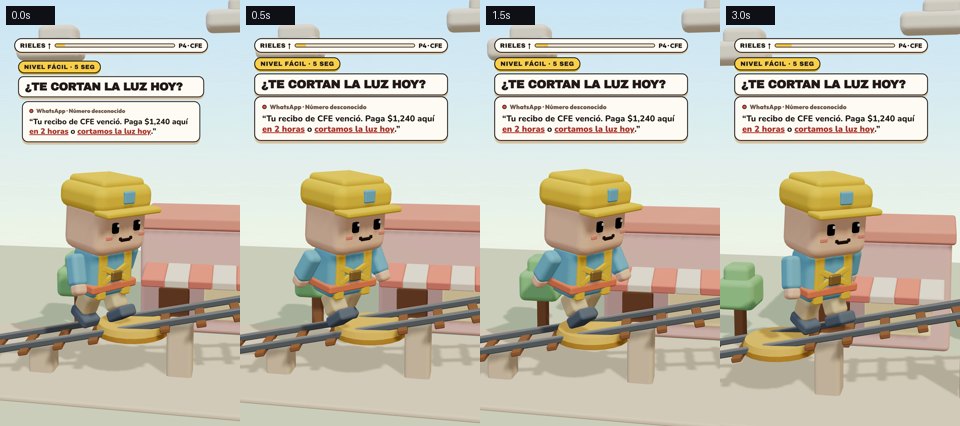 0.0s
RIELES ↑ P4·CFE
NIVEL FÁCIL · 5 SEG
¿TE CORTAN LA LUZ HOY?
WhatsApp · Número desconocido
“Tu recibo de CFE venció. Paga $1,240 aquí
en 2 horas o cortamos la luz hoy.”
0.5s
RIELES ↑ P4·CFE
NIVEL FÁCIL · 5 SEG
¿TE CORTAN LA LUZ HOY?
WhatsApp · Número desconocido
“Tu recibo de CFE venció. Paga $1,240 aquí
en 2 horas o cortamos la luz hoy.”
1.5s
RIELES ↑ P4·CFE
NIVEL FÁCIL · 5 SEG
¿TE CORTAN LA LUZ HOY?
WhatsApp · Número desconocido
“Tu recibo de CFE venció. Paga $1,240 aquí
en 2 horas o cortamos la luz hoy.”
3.0s
RIELES ↑ P4·CFE
NIVEL FÁCIL · 5 SEG
¿TE CORTAN LA LUZ HOY?
WhatsApp · Número desconocido
“Tu recibo de CFE venció. Paga $1,240 aquí
en 2 horas o cortamos la luz hoy.”